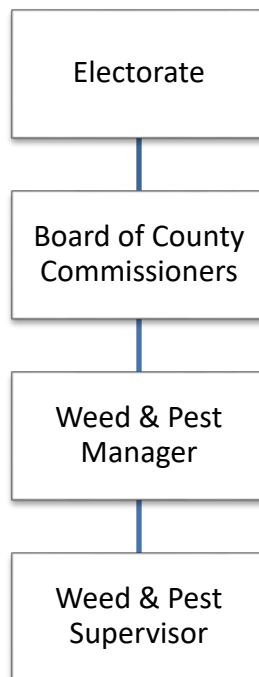 Electorate
Board of County
Commissioners
Weed & Pest
Manager
Weed & Pest
Supervisor